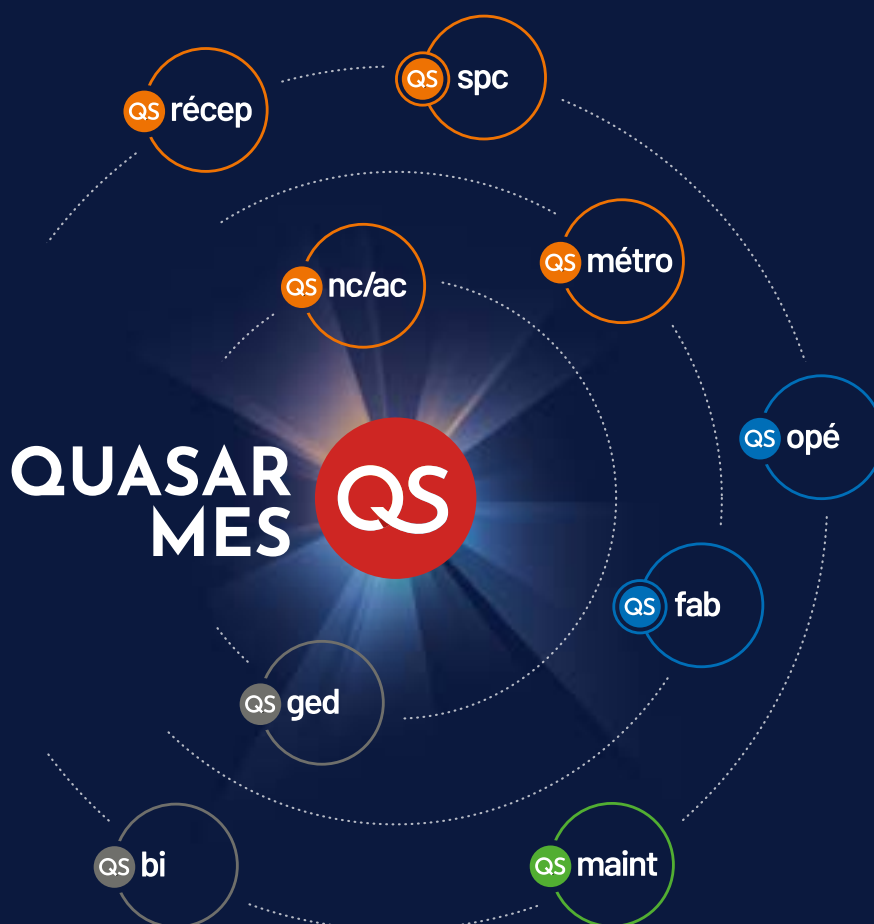 QS spc
QS récep
QS métro
QS nc/ac
QS opé
QUASAR
MES
QS
QS fab
QS ged
QS bi
QS maint